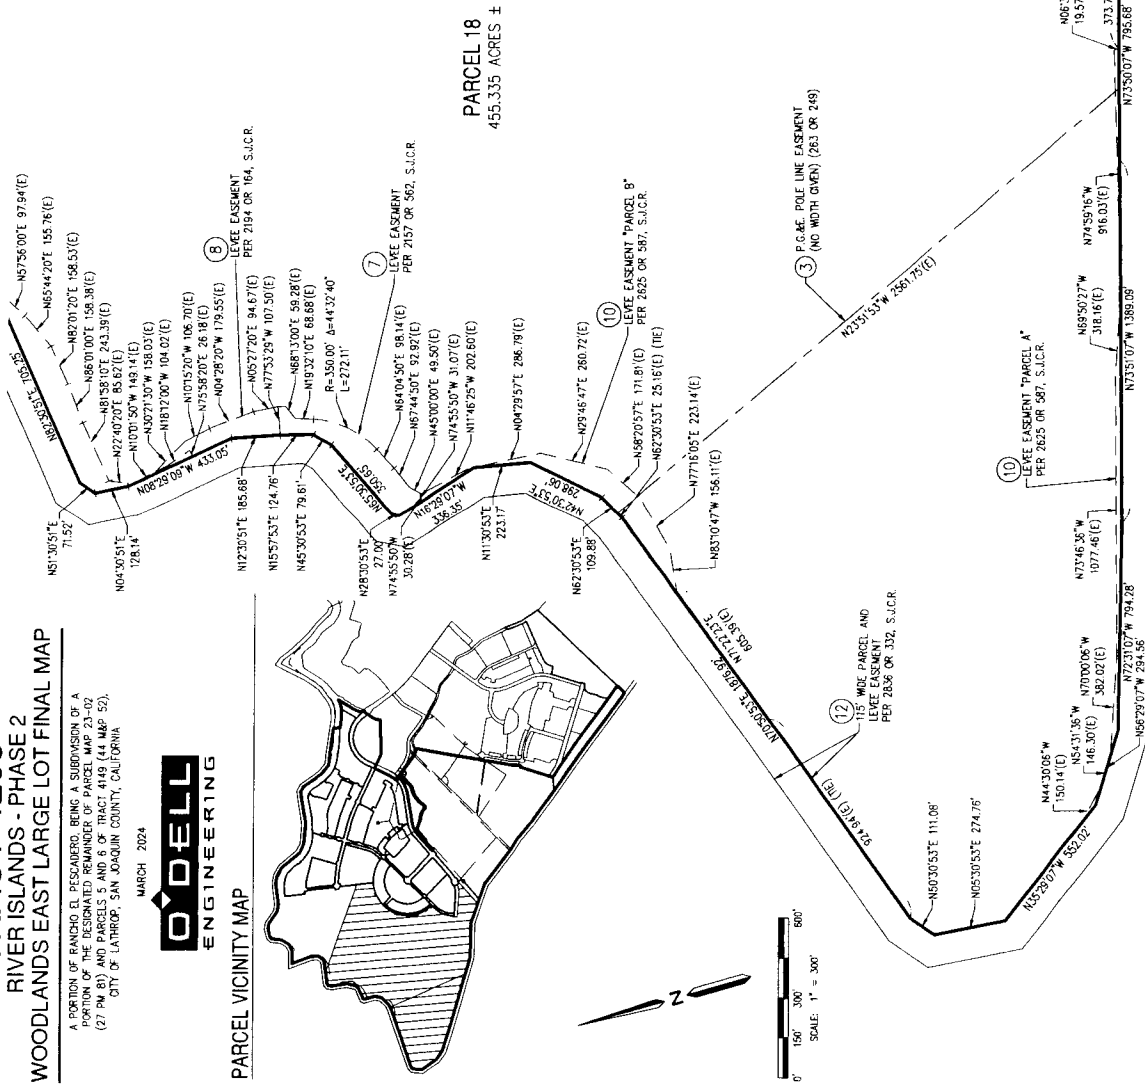 RIVER ISLANDS - PHASE 2
WOODLANDS EAST LARGE LOT FINAL MAP
A PORTION OF RANCHO EL PESCADERO, BEING A SUBDIVISION OF A
PORTION OF THE DESIGNATED REMAINDER OF PARCEL MAP 23-02
(27 PM 81) AND PARCELS 5 AND 6 OF TRACT 4149 (44 M&P 52),
CITY OF LATHROP, SAN JOAQUIN COUNTY, CALIFORNIA
MARCH 2024
O'DELL
ENGINEERING
PARCEL VICINITY MAP
N
0' 150' 300' 600'
SCALE: 1" = 300'
PARCEL 18
455.335 ACRES ±
N57°56'00"E 97.94'(E)
N65°44'20"E 155.76'(E)
N82°01'20"E 158.53'(E)
N86°01'00"E 158.38'(E)
N81°58'10"E 243.39'(E)
N22°40'20"E 85.62'(E)
N10°01'50"W 149.14'(E)
N30°21'30"W 158.03'(E)
N18°12'00"W 104.02'(E)
N10°15'20"W 106.70'(E)
N75°58'20"E 26.18'(E)
N04°28'20"W 179.55'(E)
8
LEVEE EASEMENT
PER 2194 OR 164, S.J.C.R.
N05°27'20"E 94.67'(E)
N77°53'29"W 107.50'(E)
N68°13'00"E 59.28'(E)
N19°32'10"E 68.68'(E)
R=350.00' Δ=44°32'40"
L=272.11'
7
LEVEE EASEMENT
PER 2157 OR 562, S.J.C.R.
N64°04'50"E 98.14'(E)
N67°44'50"E 32.92'(E)
N45°00'00"E 49.50'(E)
N74°55'50"W 31.07'(E)
N11°46'25"W 202.60'(E)
N04°29'57"E 286.79'(E)
N29°46'47"E 260.72'(E)
10
LEVEE EASEMENT "PARCEL B"
PER 2625 OR 587, S.J.C.R.
N58°20'57"E 171.81'(E)
N62°30'53"E 25.16'(E) (TIE)
N77°16'05"E 223.14'(E)
N83°10'47"W 156.11'(E)
N82°30'51"E 705.25'
N51°30'51"E
71.52'
N04°30'51"E
128.14'
N08°29'09"W 433.05'
N12°30'51"E 185.68'
N15°57'53"E 124.76'
N45°30'53"E 79.61'
N65°30'53"E
350.65'
N28°30'53"E
27.00'
N74°55'50"W
30.28'(E)
N16°29'07"W
336.35'
N11°30'53"E
223.17'
N42°30'53"E
298.06'
N62°30'53"E
109.88'
N71°22'23"E
605.39'(E)
N70°50'53"E 1876.92'
12
115' WIDE PARCEL AND
LEVEE EASEMENT
PER 2836 OR 332, S.J.C.R.
924.94'(E) (TIE)
N50°30'53"E 111.08'
N05°30'53"E 274.76'
N35°29'07"W 552.02'
N44°30'06"W
150.14'(E)
N54°31'36"W
146.30'(E)
N56°29'07"W 294.56'
N70°00'06"W
382.02'(E)
N72°31'07"W 794.28'
N73°46'36"W
1077.46'(E)
10
LEVEE EASEMENT "PARCEL A"
PER 2625 OR 587, S.J.C.R.
N73°51'07"W 1389.09'
N69°50'27"W
318.16'(E)
N74°59'16"W
916.03'(E)
N73°50'07"W 795.68'
3
P.G.&E. POLE LINE EASEMENT
(NO WIDTH GIVEN) (263 OR 249)
N23°51'53"W 2561.75'(E)
19.57
373.7